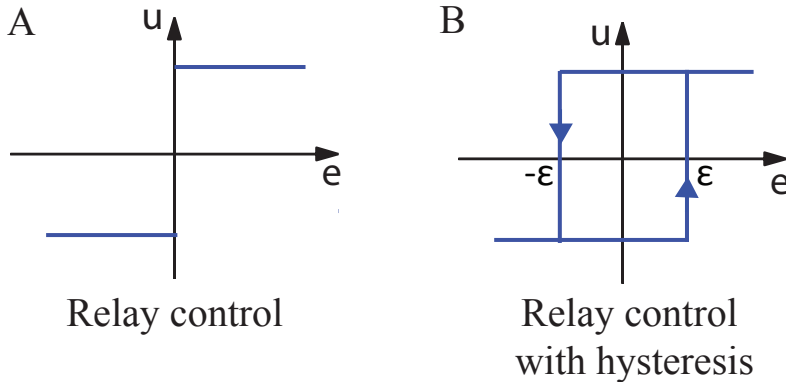 A
u
e
Relay control
B
u
-ε
ε
e
Relay control
with hysteresis